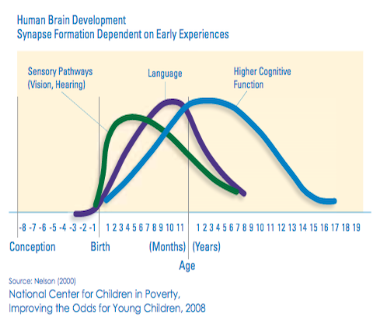 Human Brain Development
Synapse Formation Dependent on Early Experiences
Sensory Pathways
(Vision, Hearing)
Language
Higher Cognitive
Function
-8 -7 -6 -5 -4 -3 -2 -1 1 2 3 4 5 6 7 8 9 10 11 1 2 3 4 5 6 7 8 9 10 11 12 13 14 15 16 17 18 19
Conception Birth (Months) (Years)
Age
Source: Nelson (2000)
National Center for Children in Poverty,
Improving the Odds for Young Children, 2008